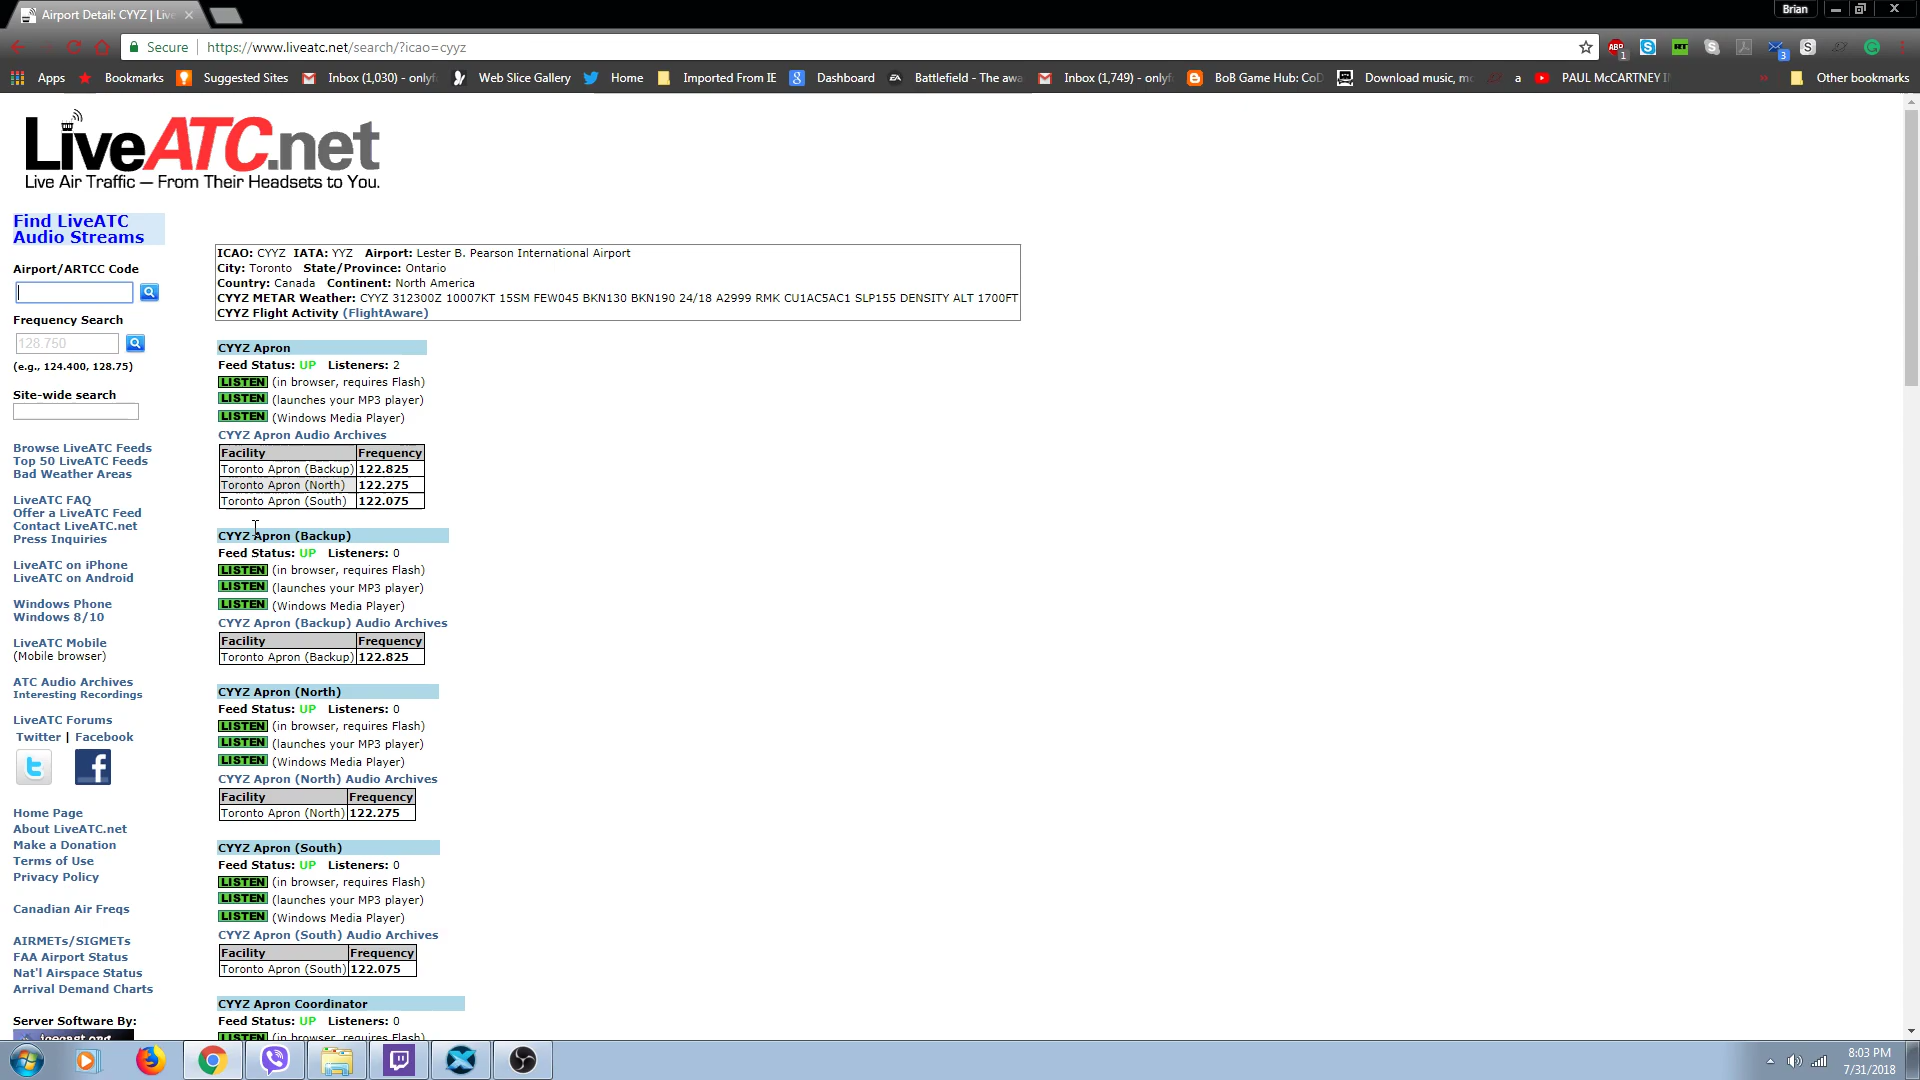 Airport Detail: CYYZ | Live
Brian
Secure
https://www.liveatc.net/search/?icao=cyyz
Apps
Bookmarks
Suggested Sites
Inbox (1,030) - onlyf
Web Slice Gallery
Home
Imported From IE
Dashboard
Battlefield - The awa
Inbox (1,749) - onlyf
BoB Game Hub: CoD
Download music, mo
a
PAUL McCARTNEY I
Other bookmarks
LiveATC.net
Live Air Traffic — From Their Headsets to You.
Find LiveATC
Audio Streams
Airport/ARTCC Code
Frequency Search
128.750
(e.g., 124.400, 128.75)
Site-wide search
Browse LiveATC Feeds
Top 50 LiveATC Feeds
Bad Weather Areas
LiveATC FAQ
Offer a LiveATC Feed
Contact LiveATC.net
Press Inquiries
LiveATC on iPhone
LiveATC on Android
Windows Phone
Windows 8/10
LiveATC Mobile
(Mobile browser)
ATC Audio Archives
Interesting Recordings
LiveATC Forums
Twitter | Facebook
Home Page
About LiveATC.net
Make a Donation
Terms of Use
Privacy Policy
Canadian Air Freqs
AIRMETs/SIGMETs
FAA Airport Status
Nat'l Airspace Status
Arrival Demand Charts
Server Software By:
ICAO: CYYZ IATA: YYZ Airport: Lester B. Pearson International Airport
City: Toronto State/Province: Ontario
Country: Canada Continent: North America
CYYZ METAR Weather: CYYZ 312300Z 10007KT 15SM FEW045 BKN130 BKN190 24/18 A2999 RMK CU1AC5AC1 SLP155 DENSITY ALT 1700FT
CYYZ Flight Activity (FlightAware)
CYYZ Apron
Feed Status: UP Listeners: 2
LISTEN (in browser, requires Flash)
LISTEN (launches your MP3 player)
LISTEN (Windows Media Player)
CYYZ Apron Audio Archives
Facility Frequency
Toronto Apron (Backup) 122.825
Toronto Apron (North) 122.275
Toronto Apron (South) 122.075
CYYZ Apron (Backup)
Feed Status: UP Listeners: 0
LISTEN (in browser, requires Flash)
LISTEN (launches your MP3 player)
LISTEN (Windows Media Player)
CYYZ Apron (Backup) Audio Archives
Facility Frequency
Toronto Apron (Backup) 122.825
CYYZ Apron (North)
Feed Status: UP Listeners: 0
LISTEN (in browser, requires Flash)
LISTEN (launches your MP3 player)
LISTEN (Windows Media Player)
CYYZ Apron (North) Audio Archives
Facility Frequency
Toronto Apron (North) 122.275
CYYZ Apron (South)
Feed Status: UP Listeners: 0
LISTEN (in browser, requires Flash)
LISTEN (launches your MP3 player)
LISTEN (Windows Media Player)
CYYZ Apron (South) Audio Archives
Facility Frequency
Toronto Apron (South) 122.075
CYYZ Apron Coordinator
Feed Status: UP Listeners: 0
LISTEN (in browser, requires Flash)
8:03 PM
7/31/2018